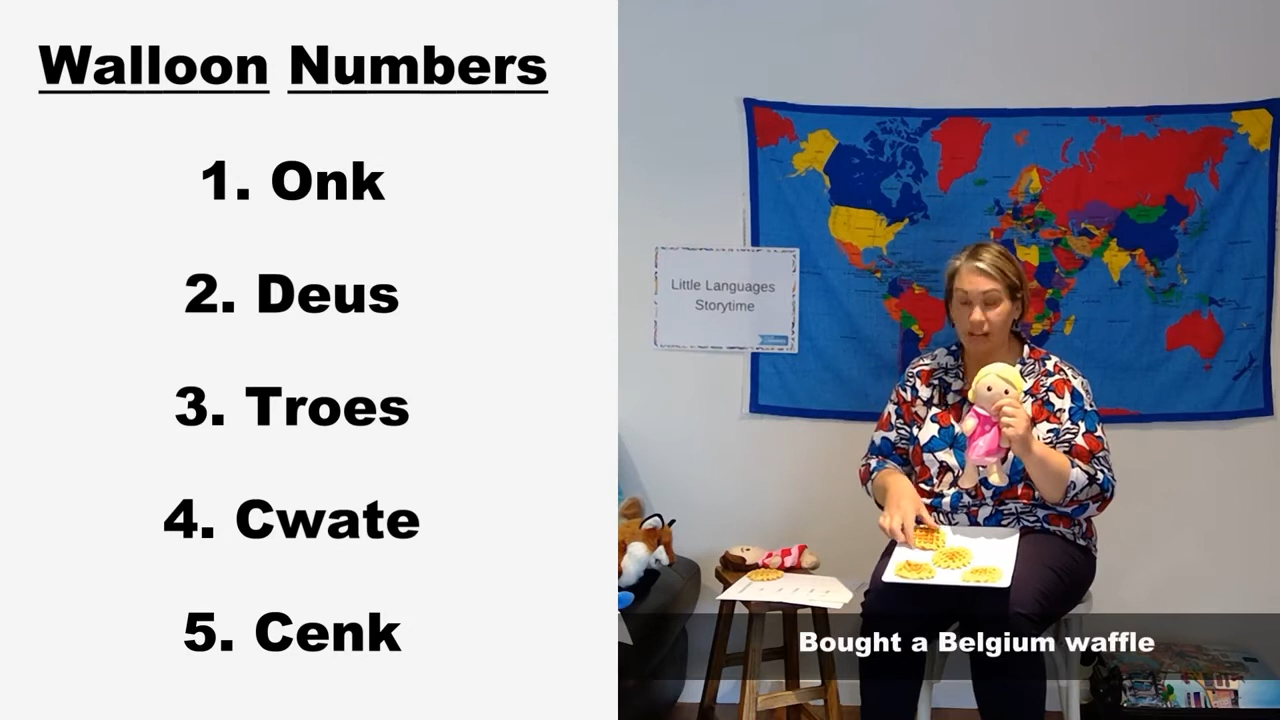 Walloon Numbers
1. Onk
2. Deus
3. Troes
4. Cwate
5. Cenk
Little Languages
Storytime
Bought a Belgium waffle